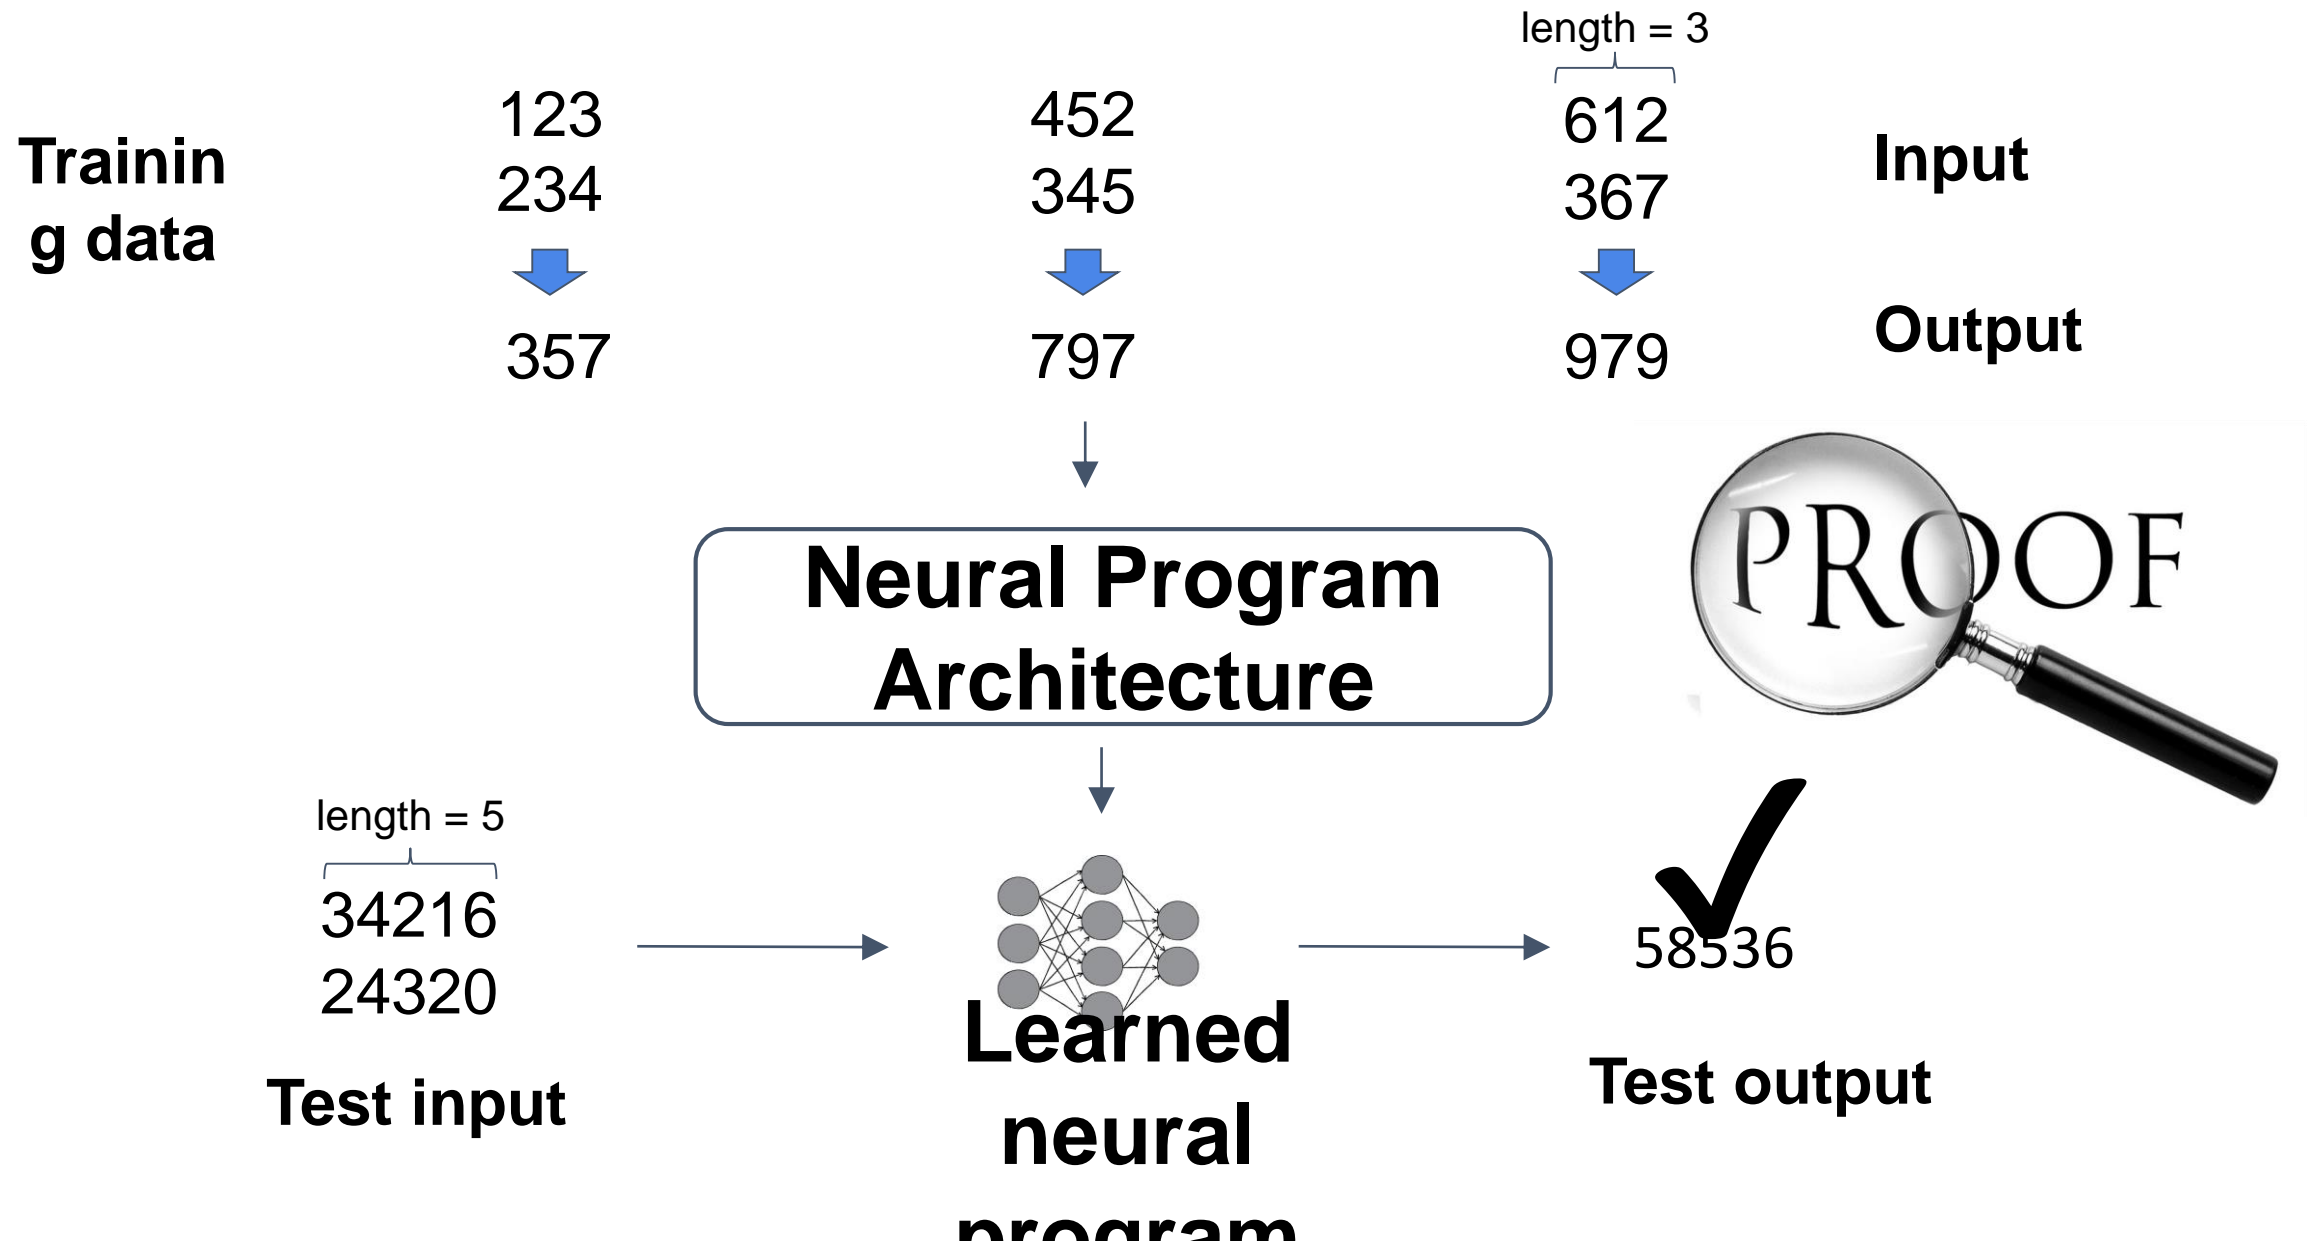 length = 3
123
452
612
234
345
367
Trainin
g data
Input
357
797
979
Output
Neural Program
Architecture
PROOF
length = 5
34216
24320
58536
Test input
Learned
neural
program
Test output